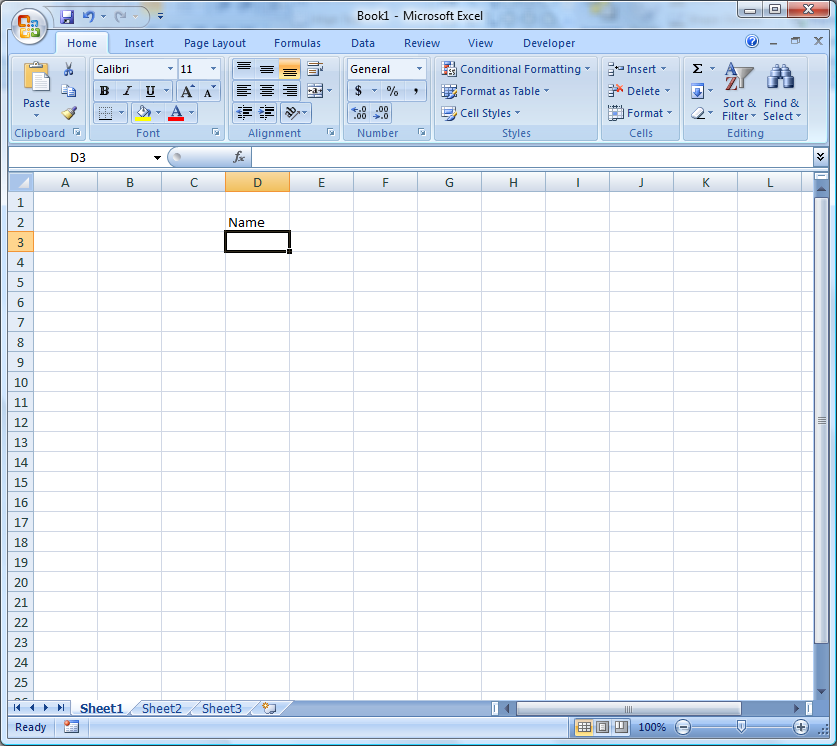 Book1 - Microsoft Excel
Home Insert Page Layout Formulas Data Review View Developer
Calibri 11 General Conditional Formatting Insert Σ
Paste B I U A A $ % , Format as Table Delete Sort & Filter Find & Select
A .00 .0 Cell Styles Format
Clipboard Font Alignment Number Styles Cells Editing
D3 fx
A B C D E F G H I J K L
1
2 Name
3
4
5
6
7
8
9
10
11
12
13
14
15
16
17
18
19
20
21
22
23
24
25
Sheet1 Sheet2 Sheet3
Ready 100%